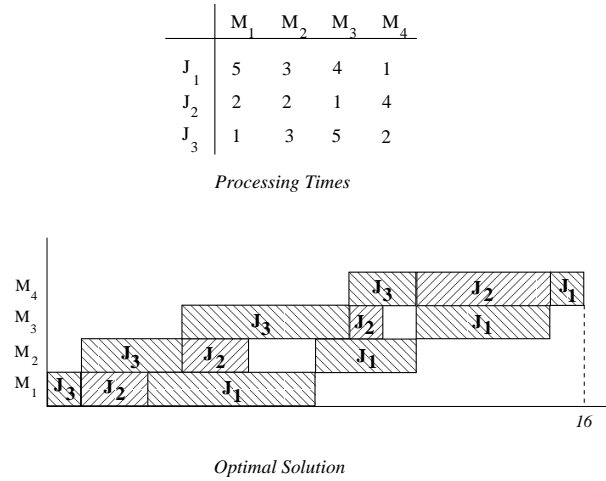 M1 M2 M3 M4
J1 5 3 4 1
J2 2 2 1 4
J3 1 3 5 2
Processing Times
M4 J3 J2 J1
M3 J3 J2 J1
M2 J3 J2 J1
M1 J3 J2 J1
16
Optimal Solution